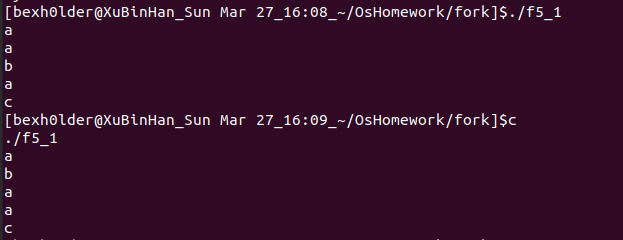 [bexh0lder@XuBinHan_Sun Mar 27_16:08_~/OsHomework/fork]$./f5_1
a
a
b
a
c
[bexh0lder@XuBinHan_Sun Mar 27_16:09_~/OsHomework/fork]$c
./f5_1
a
b
a
a
c